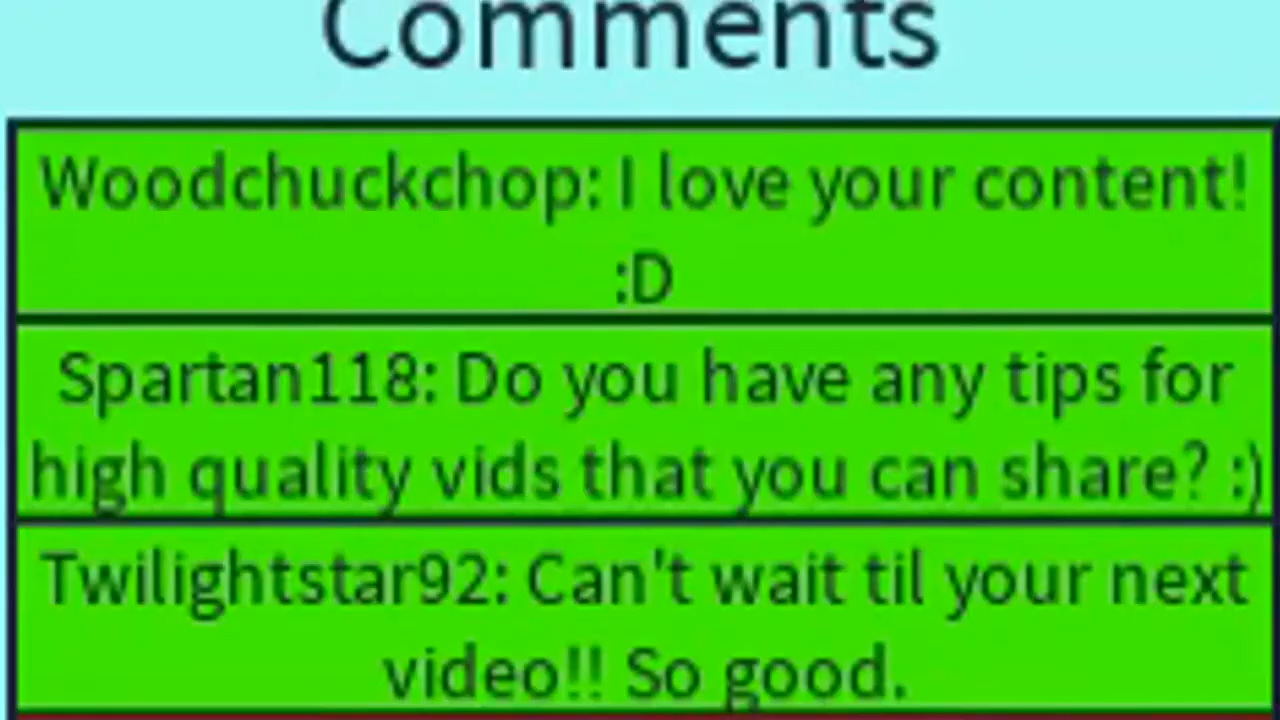 Comments
Woodchuckchop: I love your content!
:D
Spartan118: Do you have any tips for
high quality vids that you can share? :)
Twilightstar92: Can't wait til your next
video!! So good.